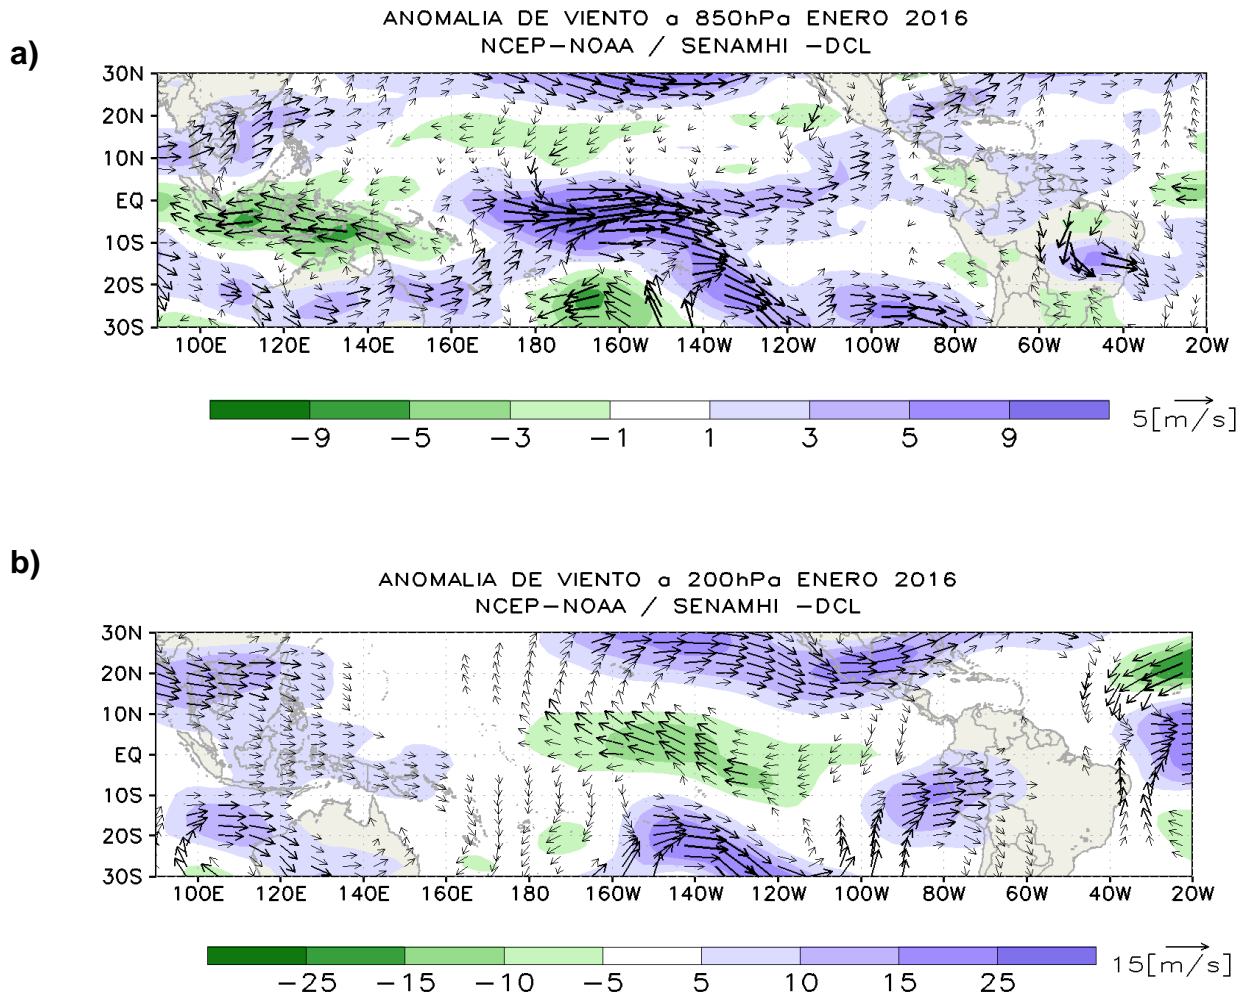 a)
ANOMALIA DE VIENTO a 850hPa ENERO 2016
NCEP-NOAA / SENAMHI -DCL
30N
20N
10N
EQ
10S
20S
30S
100E 120E 140E 160E 180 160W 140W 120W 100W 80W 60W 40W 20W
-9 -5 -3 -1 1 3 5 9
5[m/s]
b)
ANOMALIA DE VIENTO a 200hPa ENERO 2016
NCEP-NOAA / SENAMHI -DCL
30N
20N
10N
EQ
10S
20S
30S
100E 120E 140E 160E 180 160W 140W 120W 100W 80W 60W 40W 20W
-25 -15 -10 -5 5 10 15 25
15[m/s]